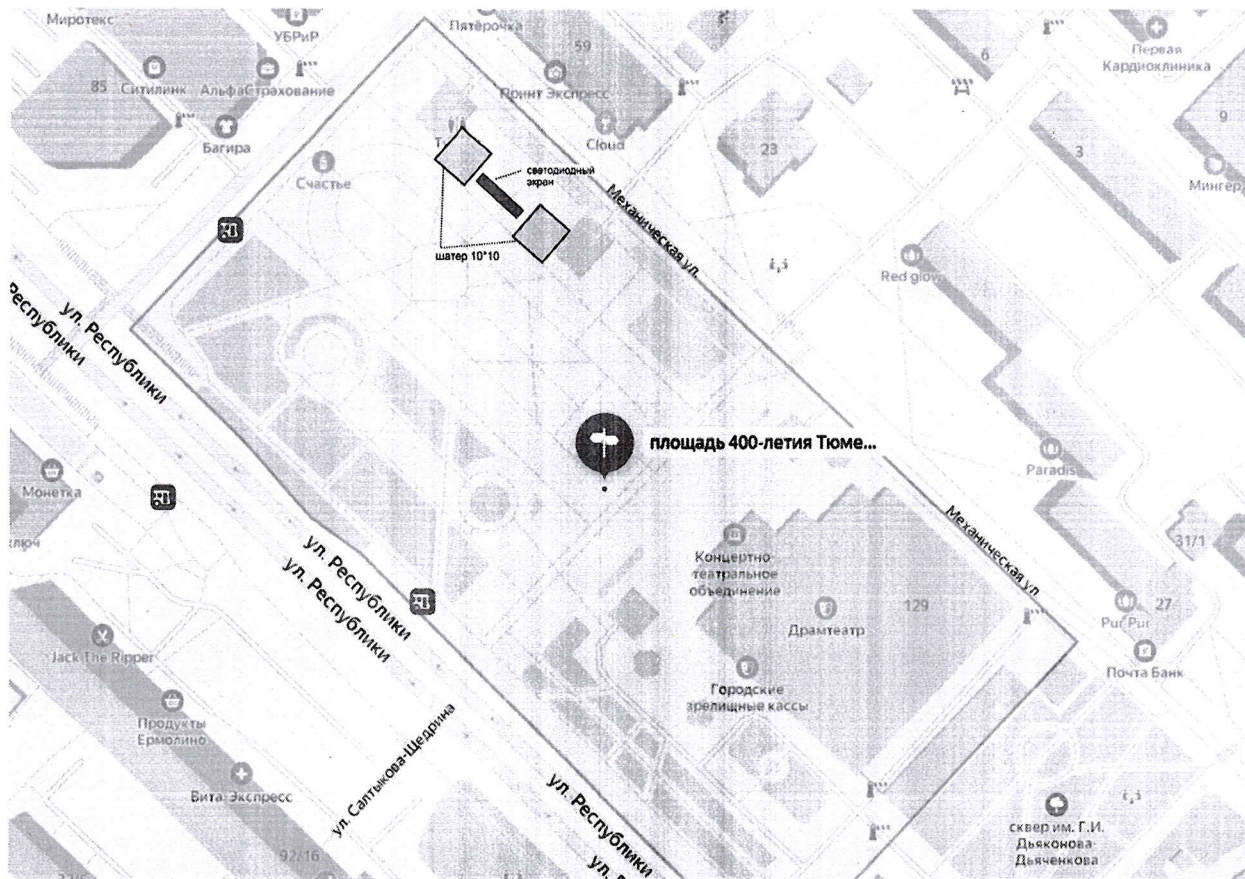 Миротекс
УБРиР
Пятёрочка
59
6
Первая
Кардиоклиника
85
Ситилинк
АльфаСтрахование
Принт Экспресс
9
Багира
Cloud
23
3
Счастье
светодиодный
экран
Мингер
Механическая ул.
шатер 10*10
Red glow
Республики
ул. Республики
площадь 400-летия Тюме...
Paradis
Монетка
ключ
Механическая ул.
31/1
ул. Республики
ул. Республики
Концертно-
театральное
объединение
129
Драмтеатр
27
Pur Pur
Jack The Ripper
Почта Банк
Городские
зрелищные кассы
Продукты
Ермолино
ул. Салтыкова-Щедрина
Вита Экспресс
ул. Республики
сквер им. Г.И.
Дьяконова-
Дьяченкова
92/16